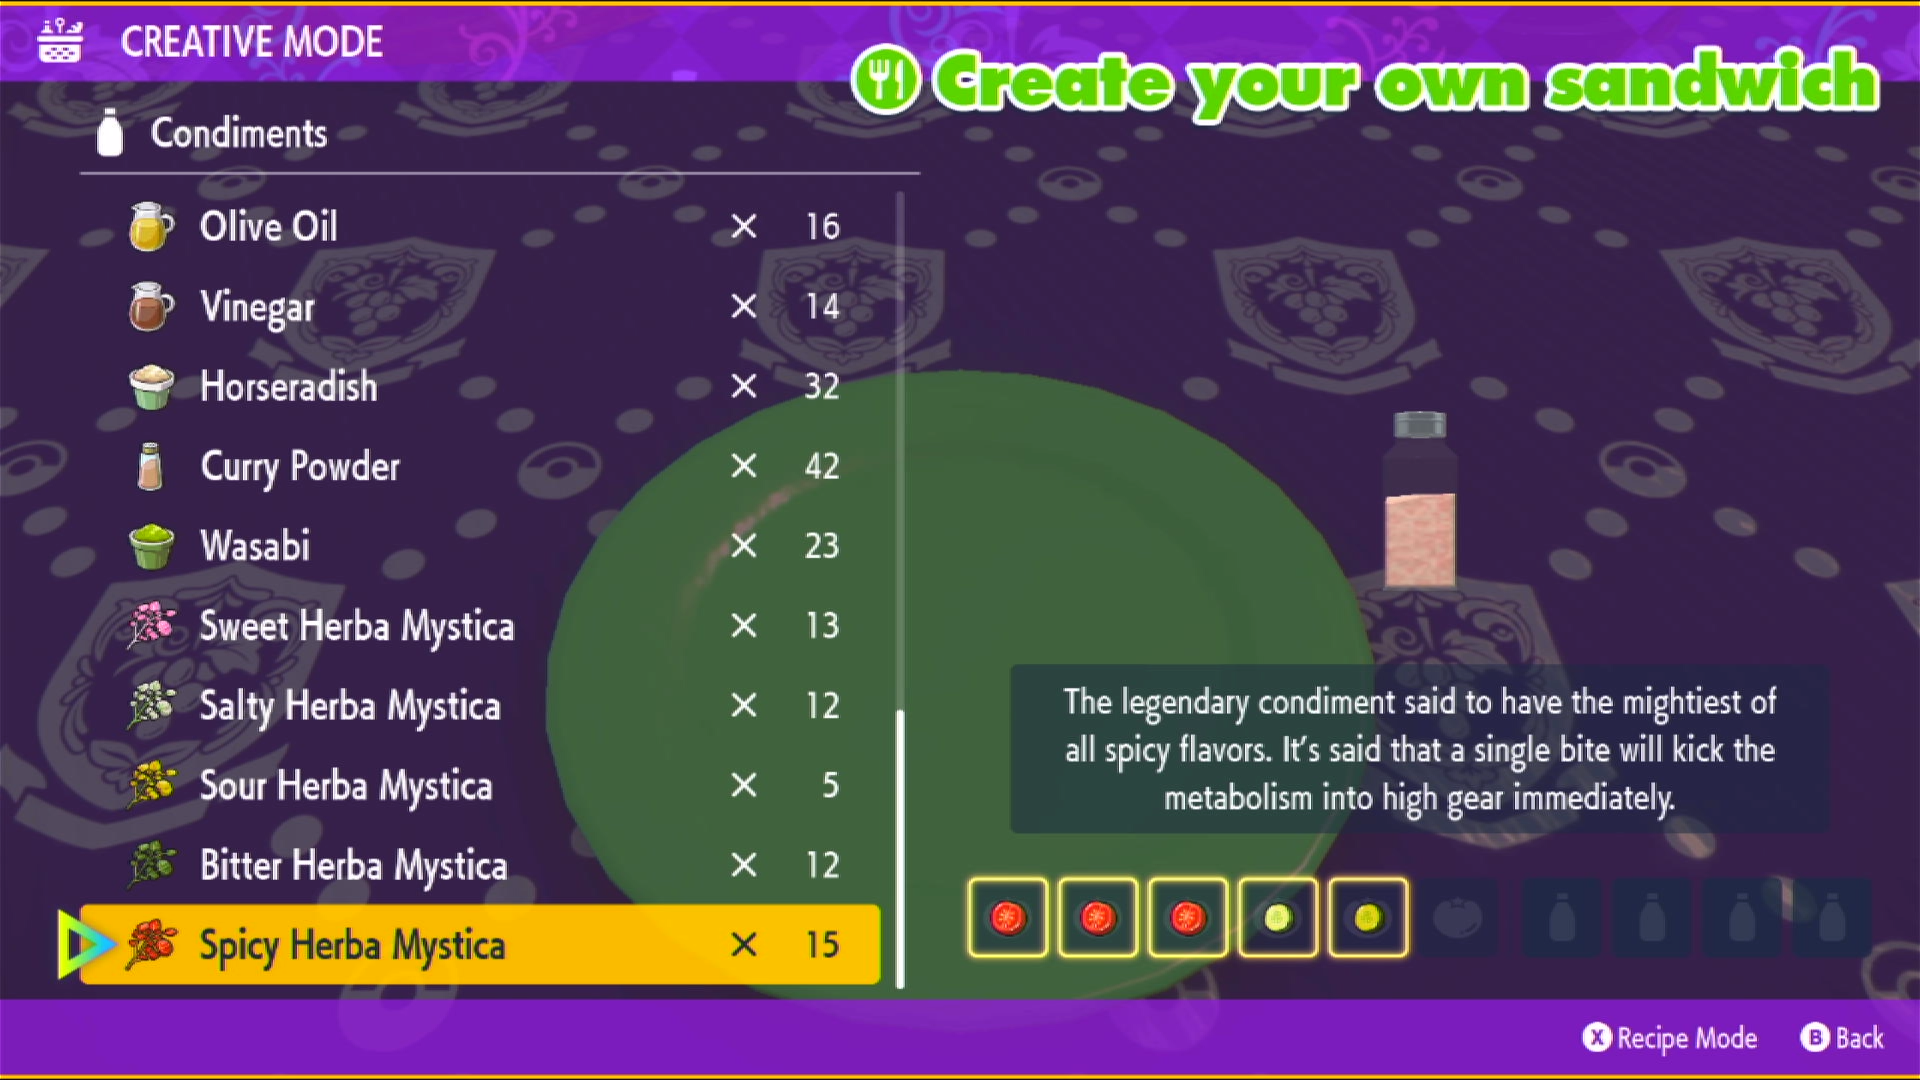 CREATIVE MODE
Create your own sandwich
Condiments
Olive Oil × 16
Vinegar × 14
Horseradish × 32
Curry Powder × 42
Wasabi × 23
Sweet Herba Mystica × 13
Salty Herba Mystica × 12
Sour Herba Mystica × 5
Bitter Herba Mystica × 12
Spicy Herba Mystica × 15
The legendary condiment said to have the mightiest of
all spicy flavors. It's said that a single bite will kick the
metabolism into high gear immediately.
X Recipe Mode B Back